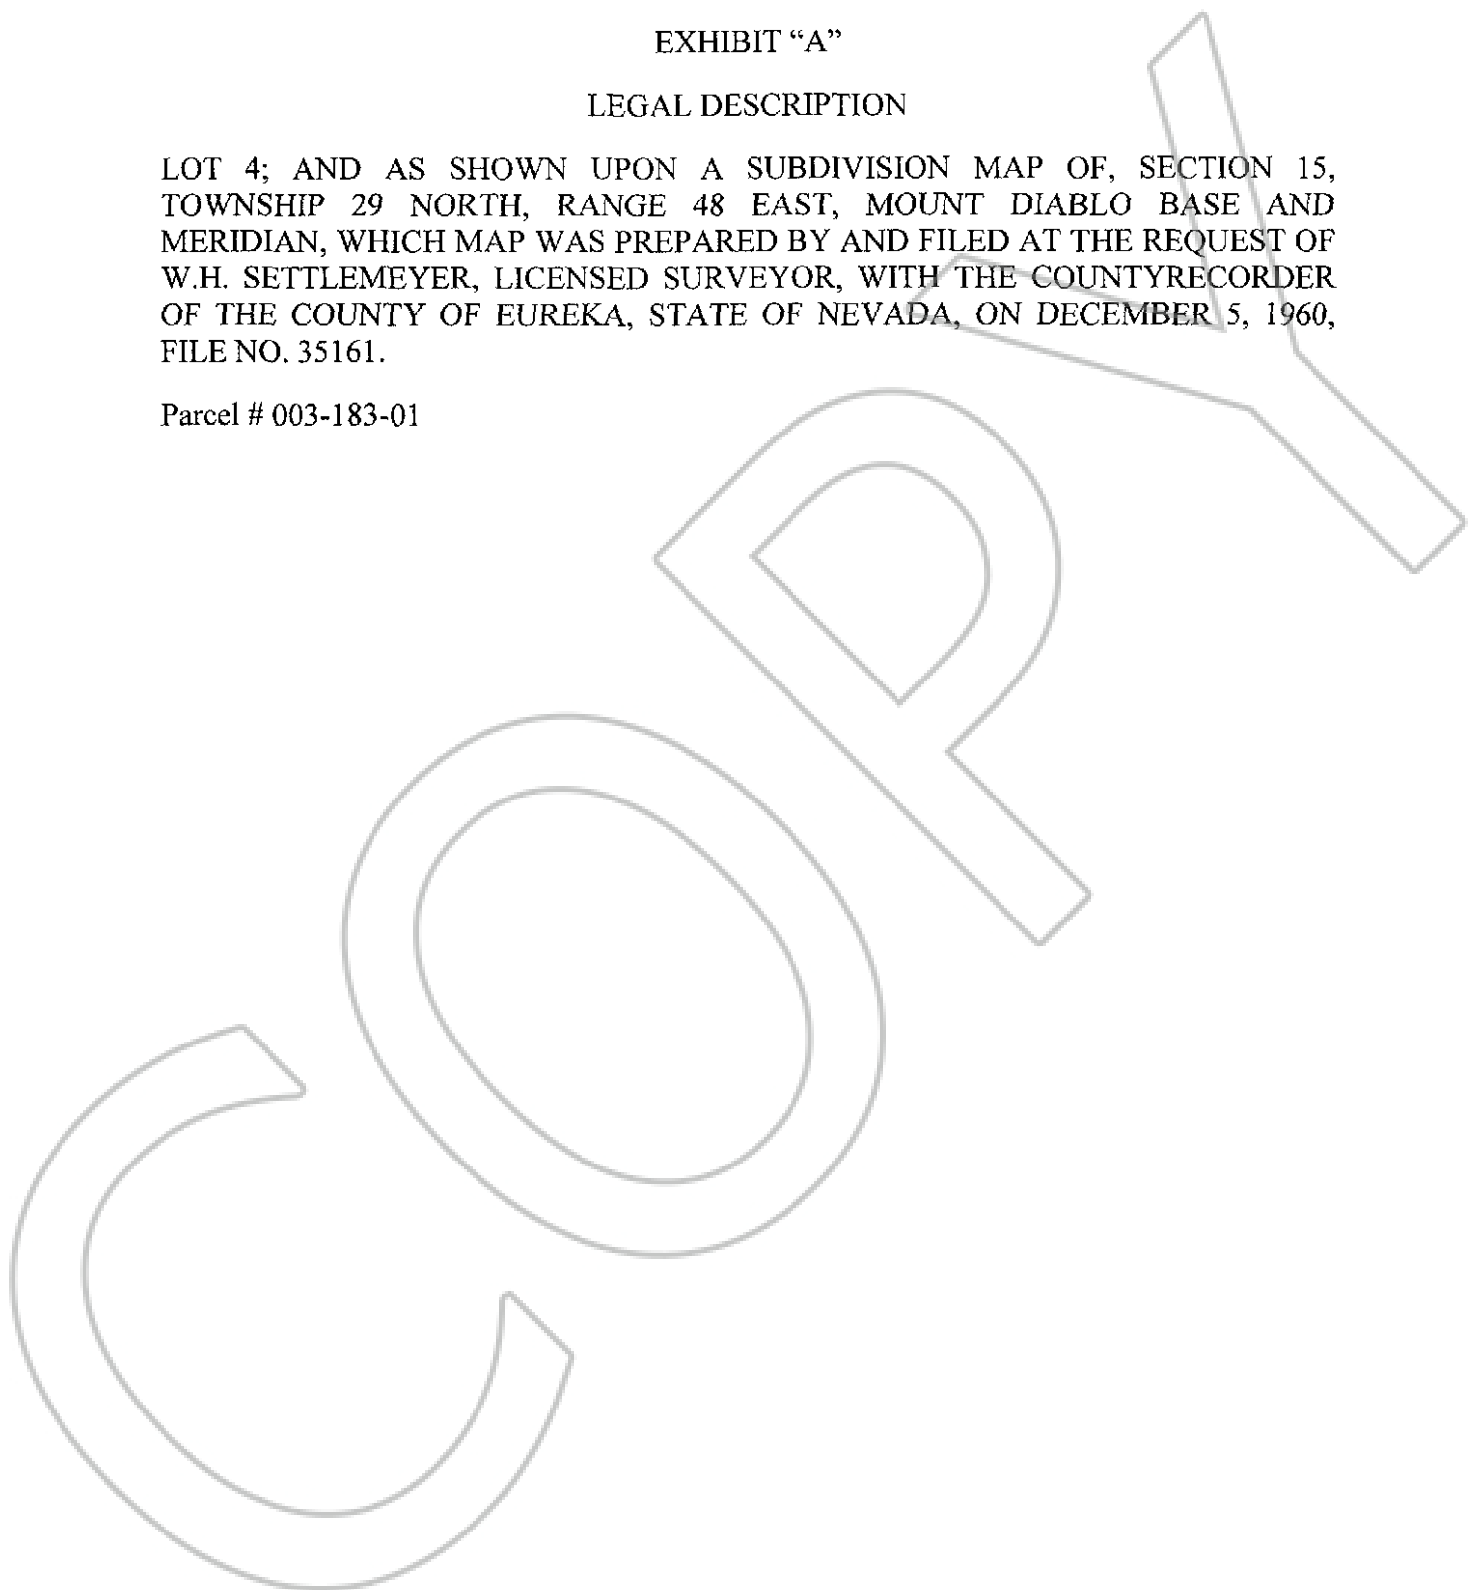 EXHIBIT “A”
LEGAL DESCRIPTION
LOT 4; AND AS SHOWN UPON A SUBDIVISION MAP OF, SECTION 15,
TOWNSHIP 29 NORTH, RANGE 48 EAST, MOUNT DIABLO BASE AND
MERIDIAN, WHICH MAP WAS PREPARED BY AND FILED AT THE REQUEST OF
W.H. SETTLEMEYER, LICENSED SURVEYOR, WITH THE COUNTYRECORDER
OF THE COUNTY OF EUREKA, STATE OF NEVADA, ON DECEMBER 5, 1960,
FILE NO. 35161.
Parcel # 003-183-01
COPY